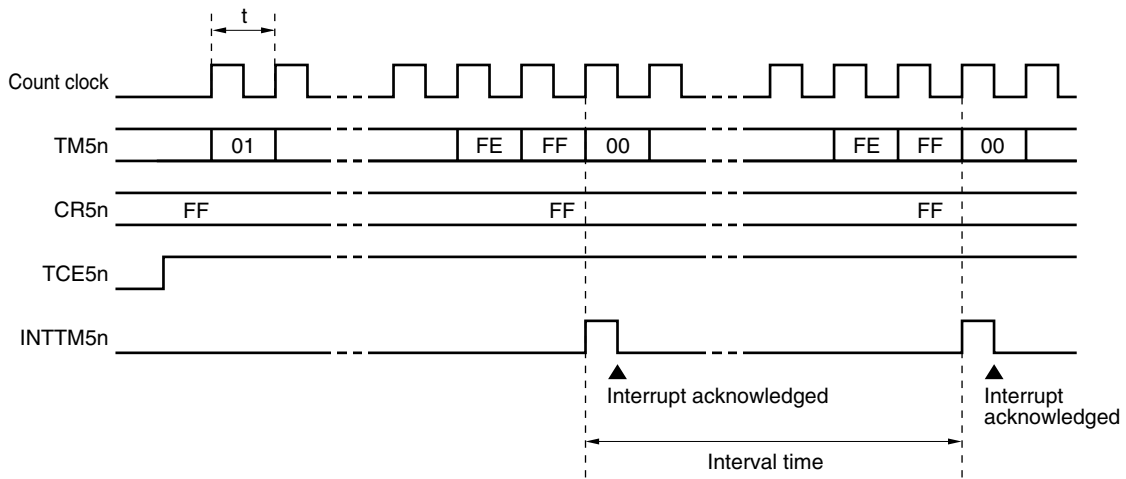 t
Count clock
TM5n 01 FE FF 00 FE FF 00
CR5n FF FF FF
TCE5n
INTTM5n
Interrupt acknowledged Interrupt
acknowledged
Interval time